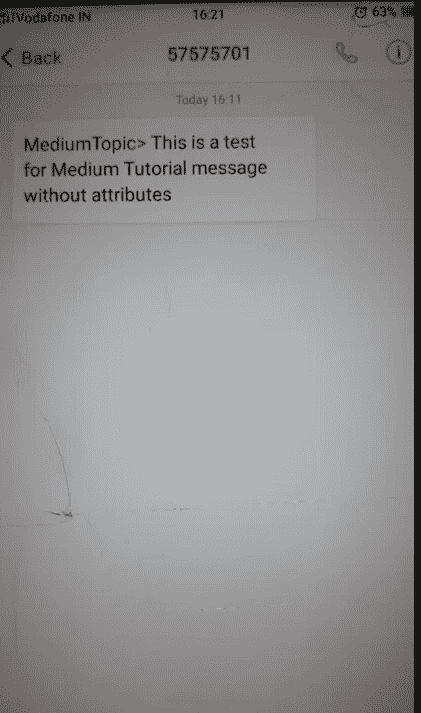 Vodafone IN 16:21 63%
Back 57575701
Today 16:11
MediumTopic> This is a test
for Medium Tutorial message
without attributes